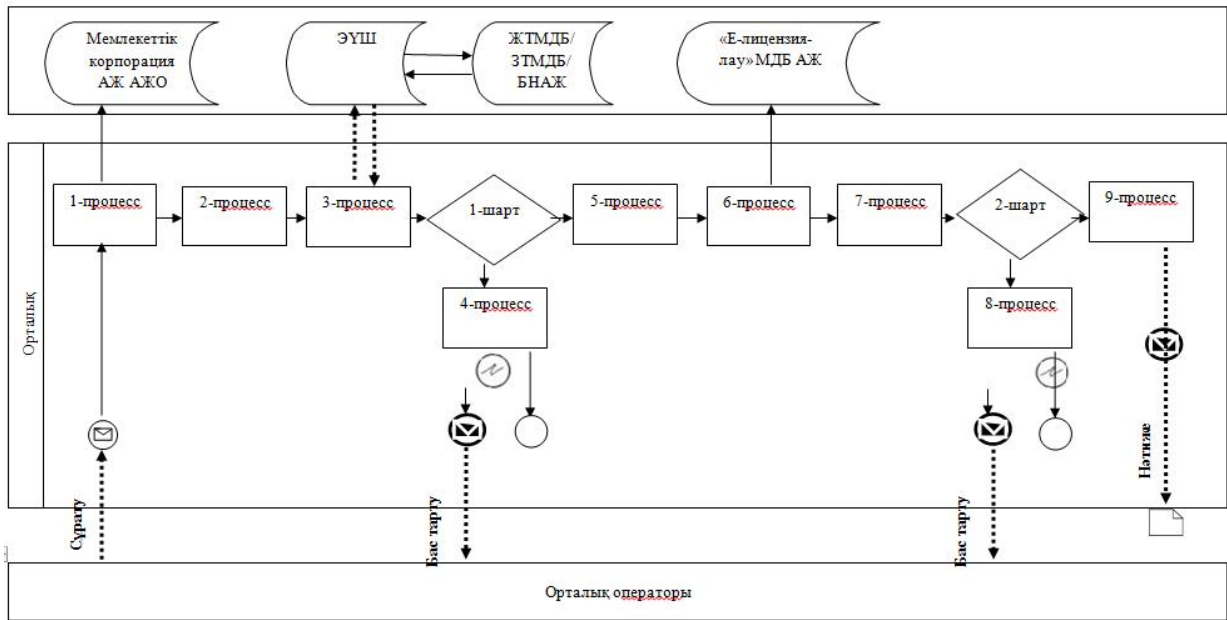 Мемлекеттік
корпорация
АЖ АЖО
ЭҮШ
ЖТМДБ/
ЗТМДБ/
БНАЖ
«Е-лицензия-
лау» МДБ АЖ
Орталық
1-процесс
2-процесс
3-процесс
1-шарт
5-процесс
6-процесс
7-процесс
2-шарт
9-процесс
4-процесс
8-процесс
Сұрату
Бас тарту
Бас тарту
Нәтиже
Орталық операторы